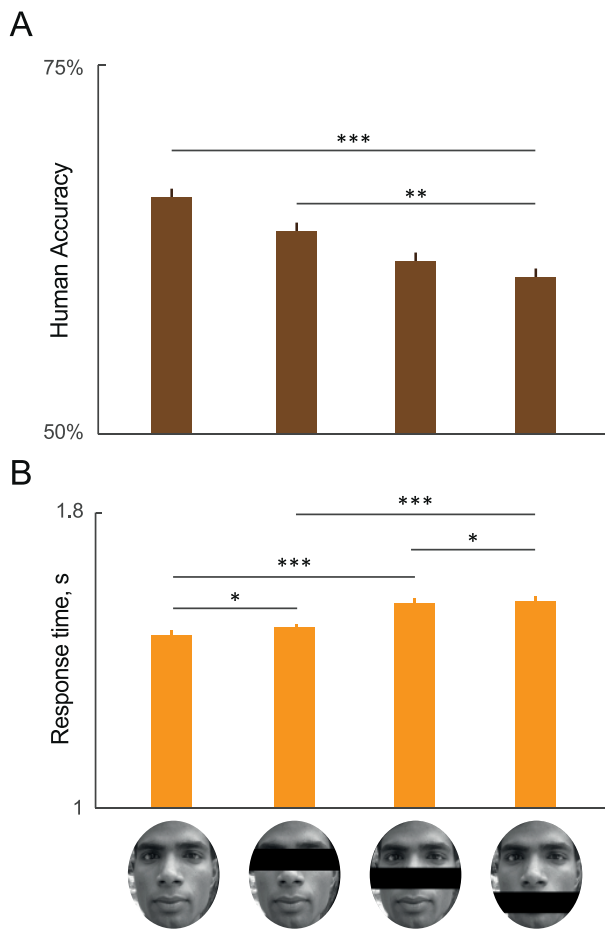 A
75%
Human Accuracy
***
**
50%
B
1.8
Response time, s
***
*
***
*
1